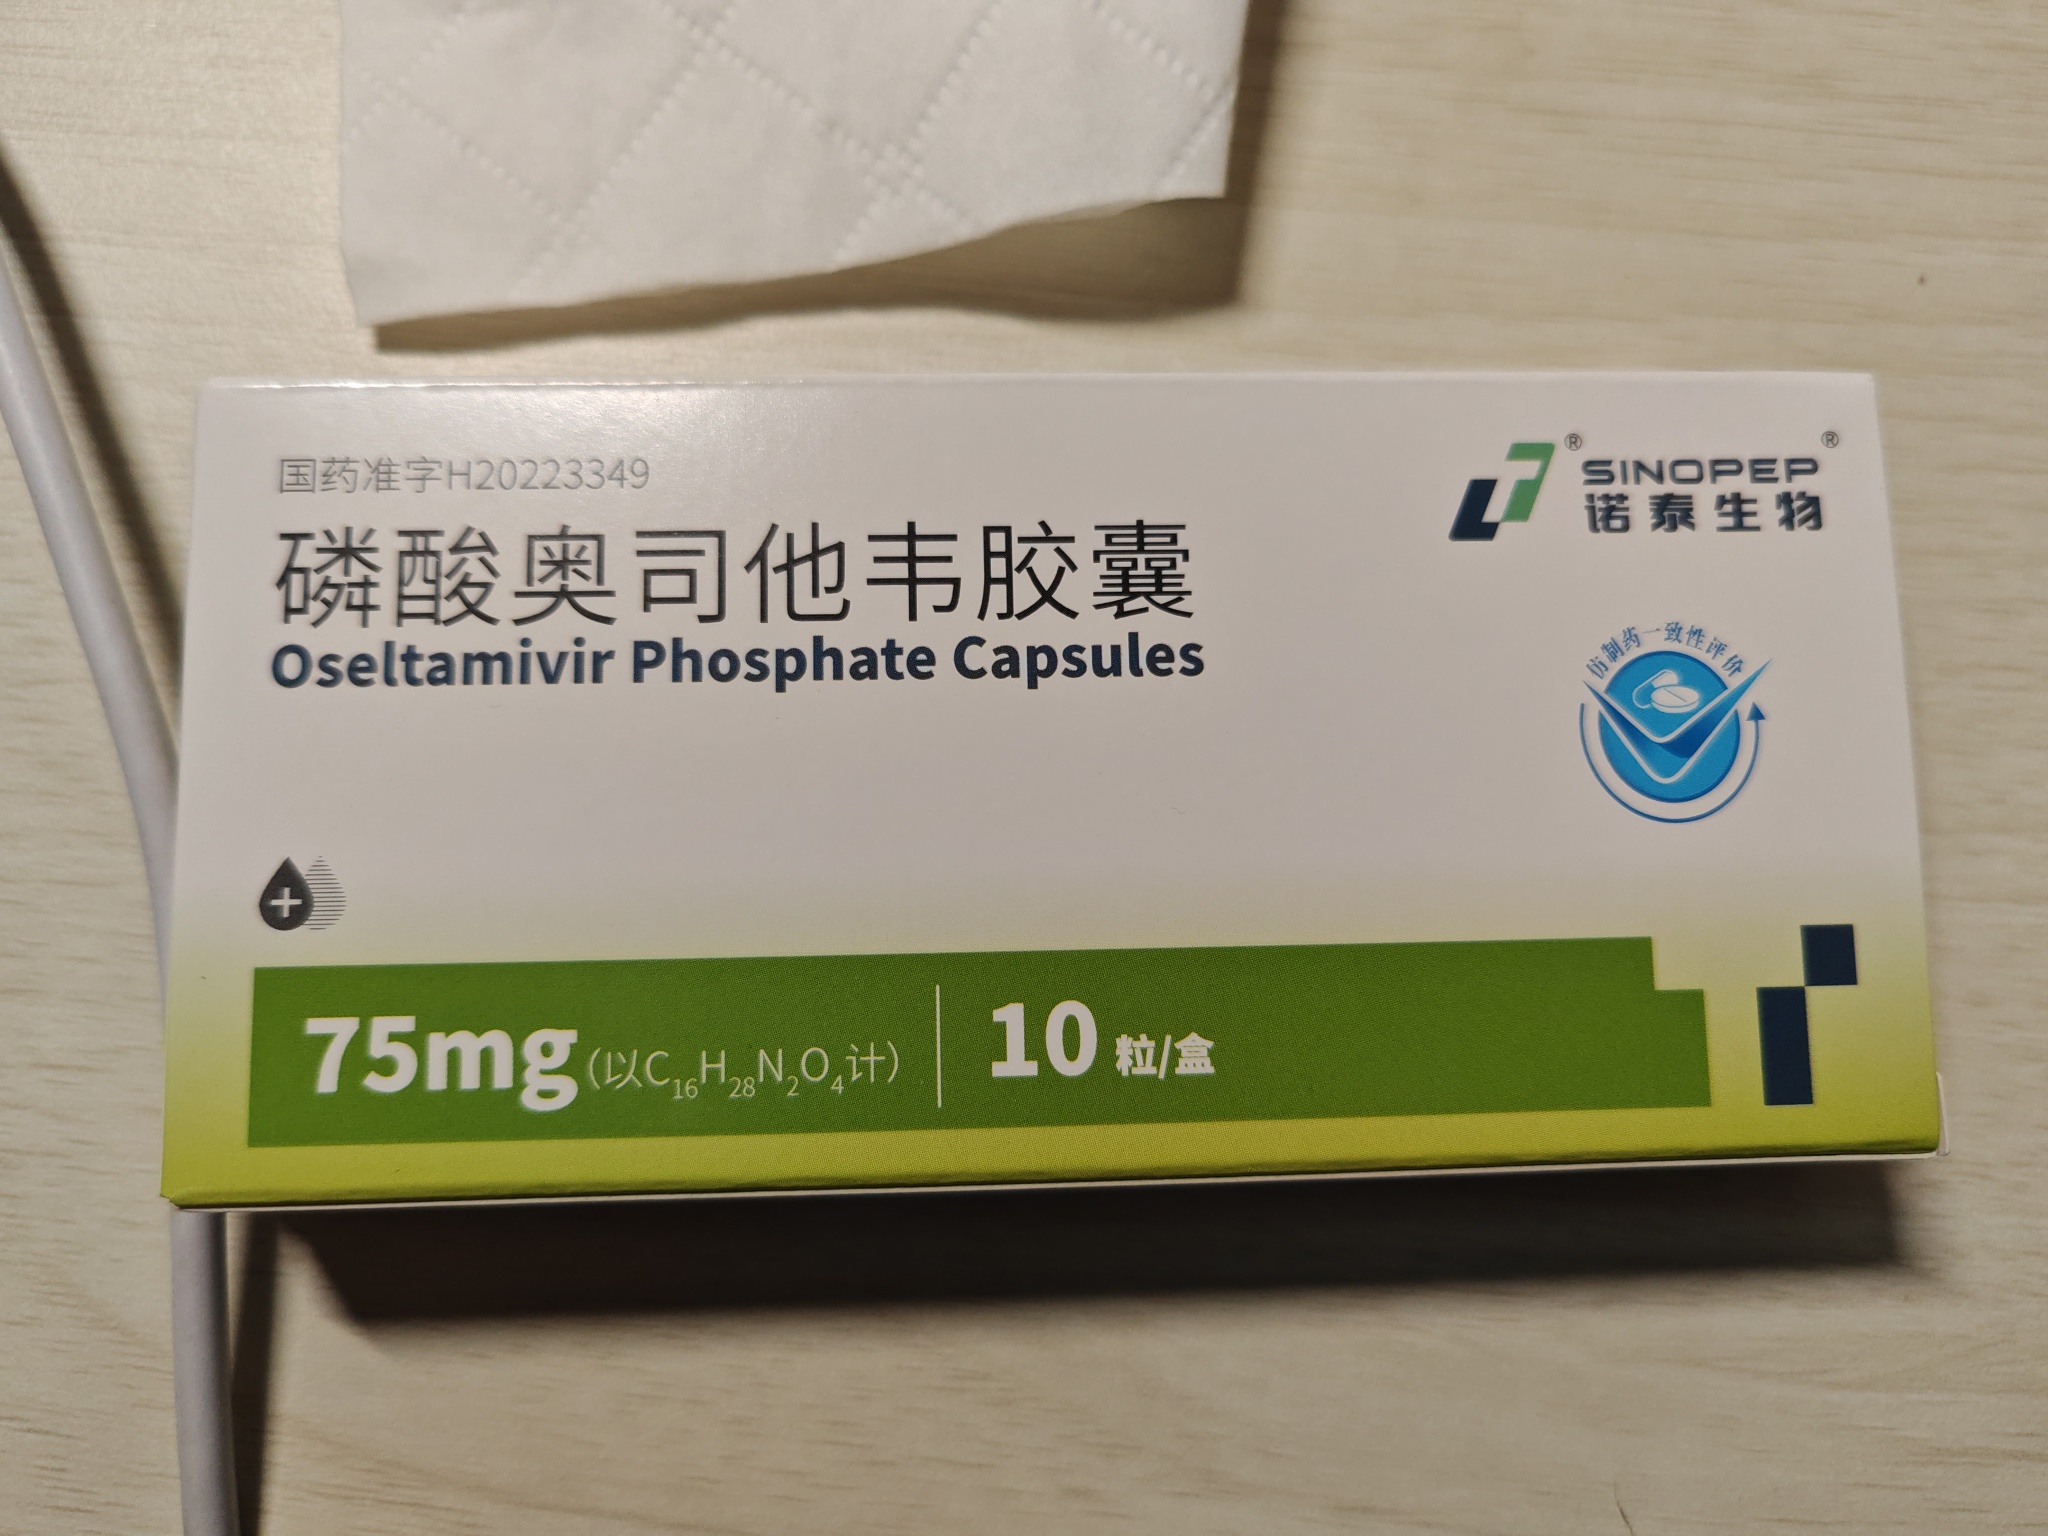 国药准字H20223349
磷酸奥司他韦胶囊
Oseltamivir Phosphate Capsules
® SINOPEP®
诺泰生物
仿制药一致性评价
75mg(以C₁₆H₂₈N₂O₄计) 10粒/盒